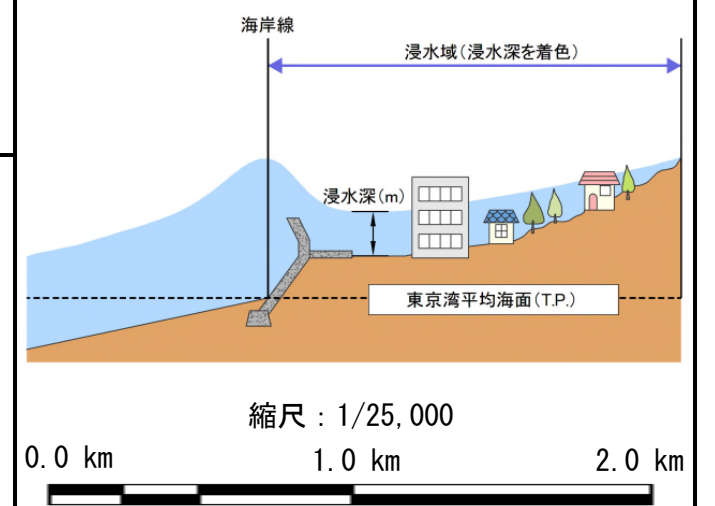 海岸線
浸水域(浸水深を着色)
浸水深(m)
東京湾平均海面(T.P.)
縮尺：1/25,000
0.0 km 1.0 km 2.0 km